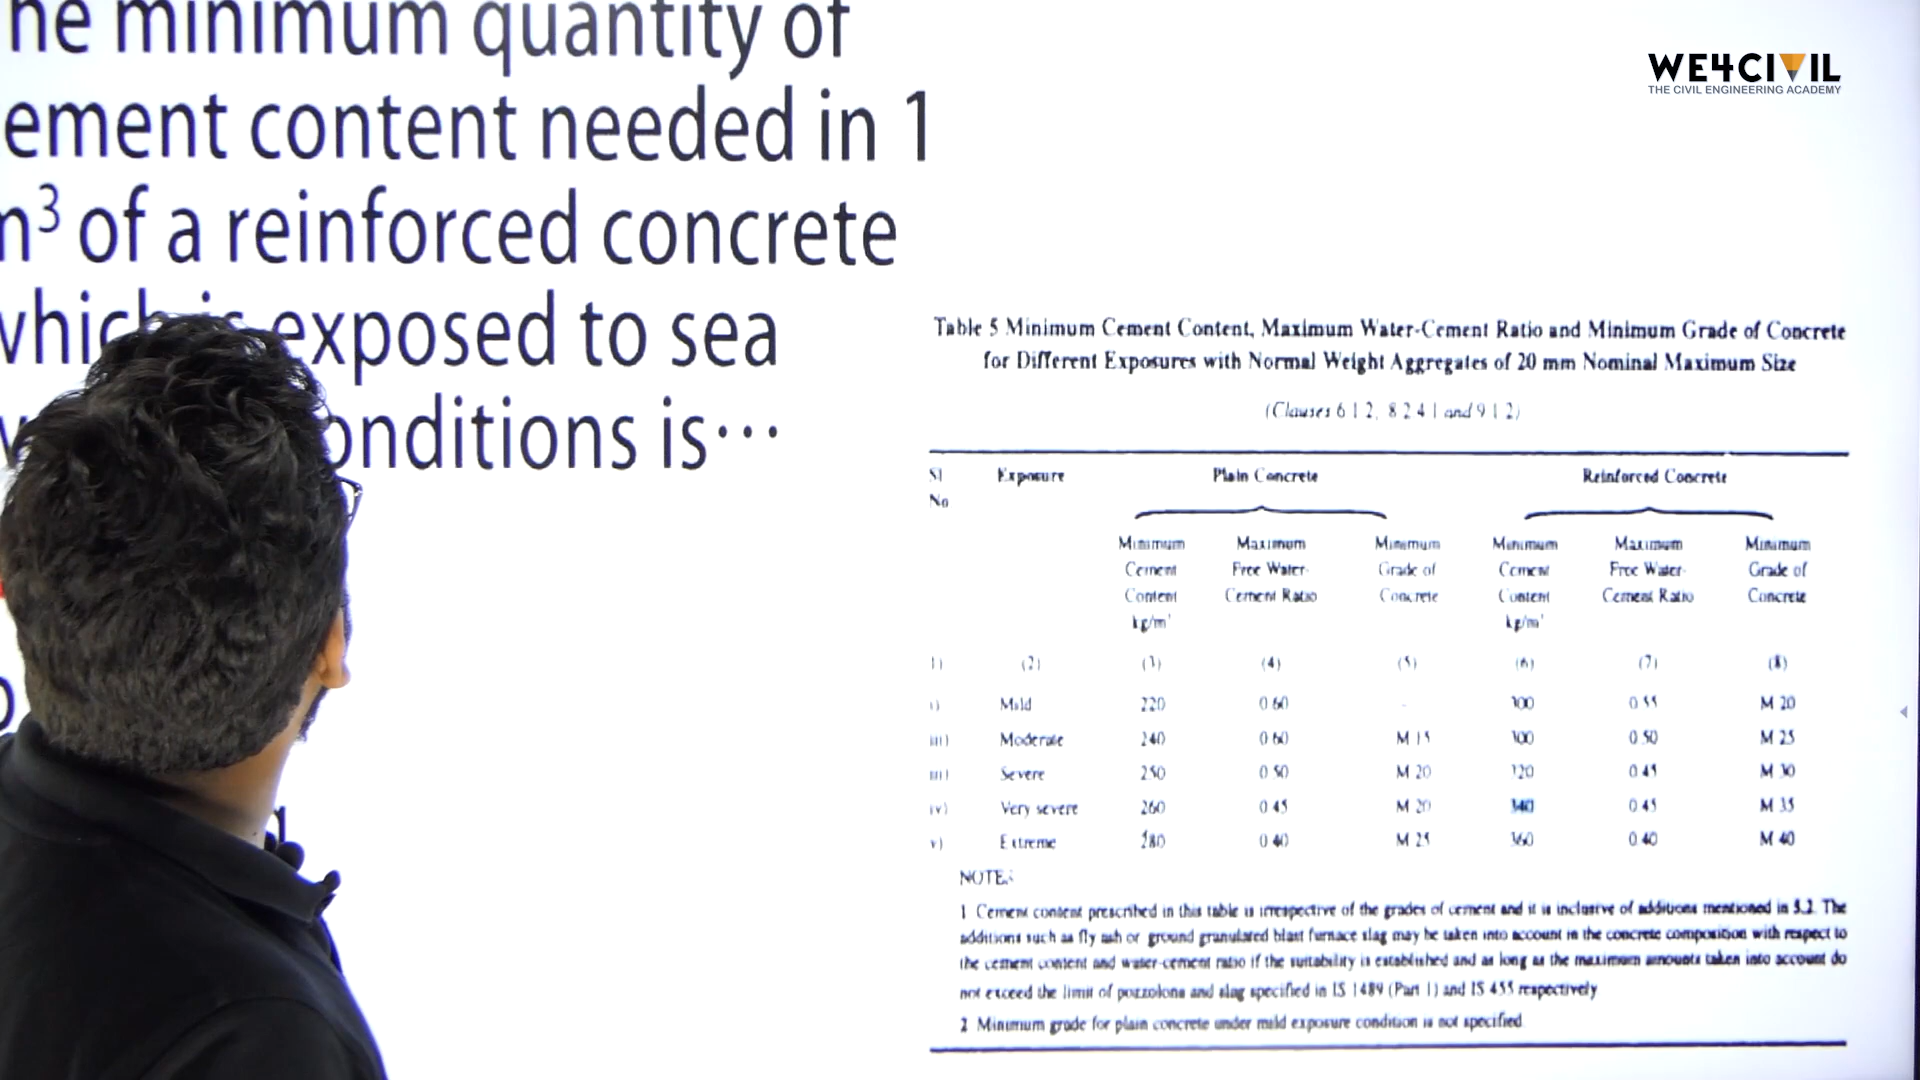 he minimum quantity of
ement content needed in 1
m³ of a reinforced concrete
which is exposed to sea
onditions is...
WE4CIVIL
THE CIVIL ENGINEERING ACADEMY
Table 5 Minimum Cement Content, Maximum Water-Cement Ratio and Minimum Grade of Concrete
for Different Exposures with Normal Weight Aggregates of 20 mm Nominal Maximum Size
(Clauses 6 1 2, 8 2 4 1 and 9 1 2)
Sl No Exposure Plain Concrete Reinforced Concrete
Minimum Maximum Minimum Minimum Maximum Minimum
Cement Free Water- Grade of Cement Free Water- Grade of
Content Cement Ratio Concrete Content Cement Ratio Concrete
kg/m³ kg/m³
1) (2) (3) (4) (5) (6) (7) (8)
i) Mild 220 0 60 - 300 0 55 M 20
ii) Moderate 240 0 60 M 15 300 0 50 M 25
iii) Severe 250 0 50 M 20 320 0 45 M 30
iv) Very severe 260 0 45 M 20 340 0 45 M 35
v) Extreme 280 0 40 M 25 360 0 40 M 40
NOTES
1 Cement content prescribed in this table is irrespective of the grades of cement and it is inclusive of additions mentioned in 5.2. The
additions such as fly ash or ground granulated blast furnace slag may be taken into account in the concrete composition with respect to
the cement content and water-cement ratio if the suitability is established and as long as the maximum amounts taken into account do
not exceed the limit of pozzolona and slag specified in IS 1489 (Part 1) and IS 455 respectively
2 Minimum grade for plain concrete under mild exposure condition is not specified